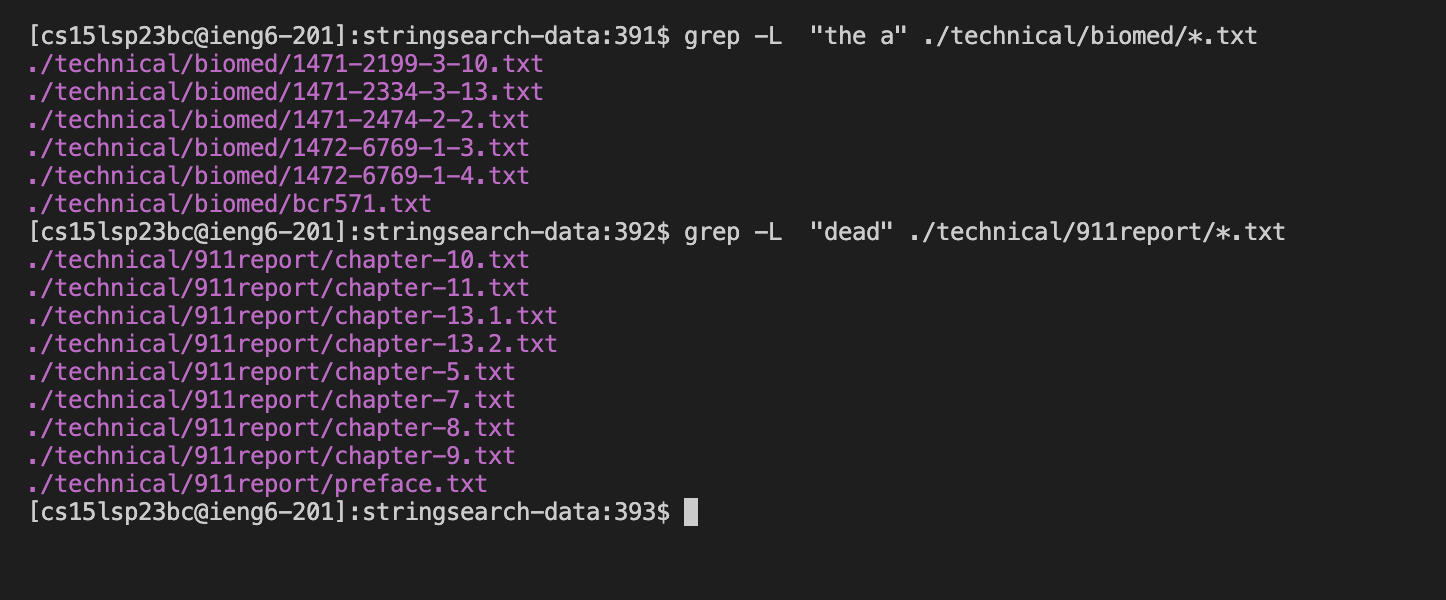 [cs15lsp23bc@ieng6-201]:stringsearch-data:391$ grep -L  "the a" ./technical/biomed/*.txt
./technical/biomed/1471-2199-3-10.txt
./technical/biomed/1471-2334-3-13.txt
./technical/biomed/1471-2474-2-2.txt
./technical/biomed/1472-6769-1-3.txt
./technical/biomed/1472-6769-1-4.txt
./technical/biomed/bcr571.txt
[cs15lsp23bc@ieng6-201]:stringsearch-data:392$ grep -L  "dead" ./technical/911report/*.txt
./technical/911report/chapter-10.txt
./technical/911report/chapter-11.txt
./technical/911report/chapter-13.1.txt
./technical/911report/chapter-13.2.txt
./technical/911report/chapter-5.txt
./technical/911report/chapter-7.txt
./technical/911report/chapter-8.txt
./technical/911report/chapter-9.txt
./technical/911report/preface.txt
[cs15lsp23bc@ieng6-201]:stringsearch-data:393$